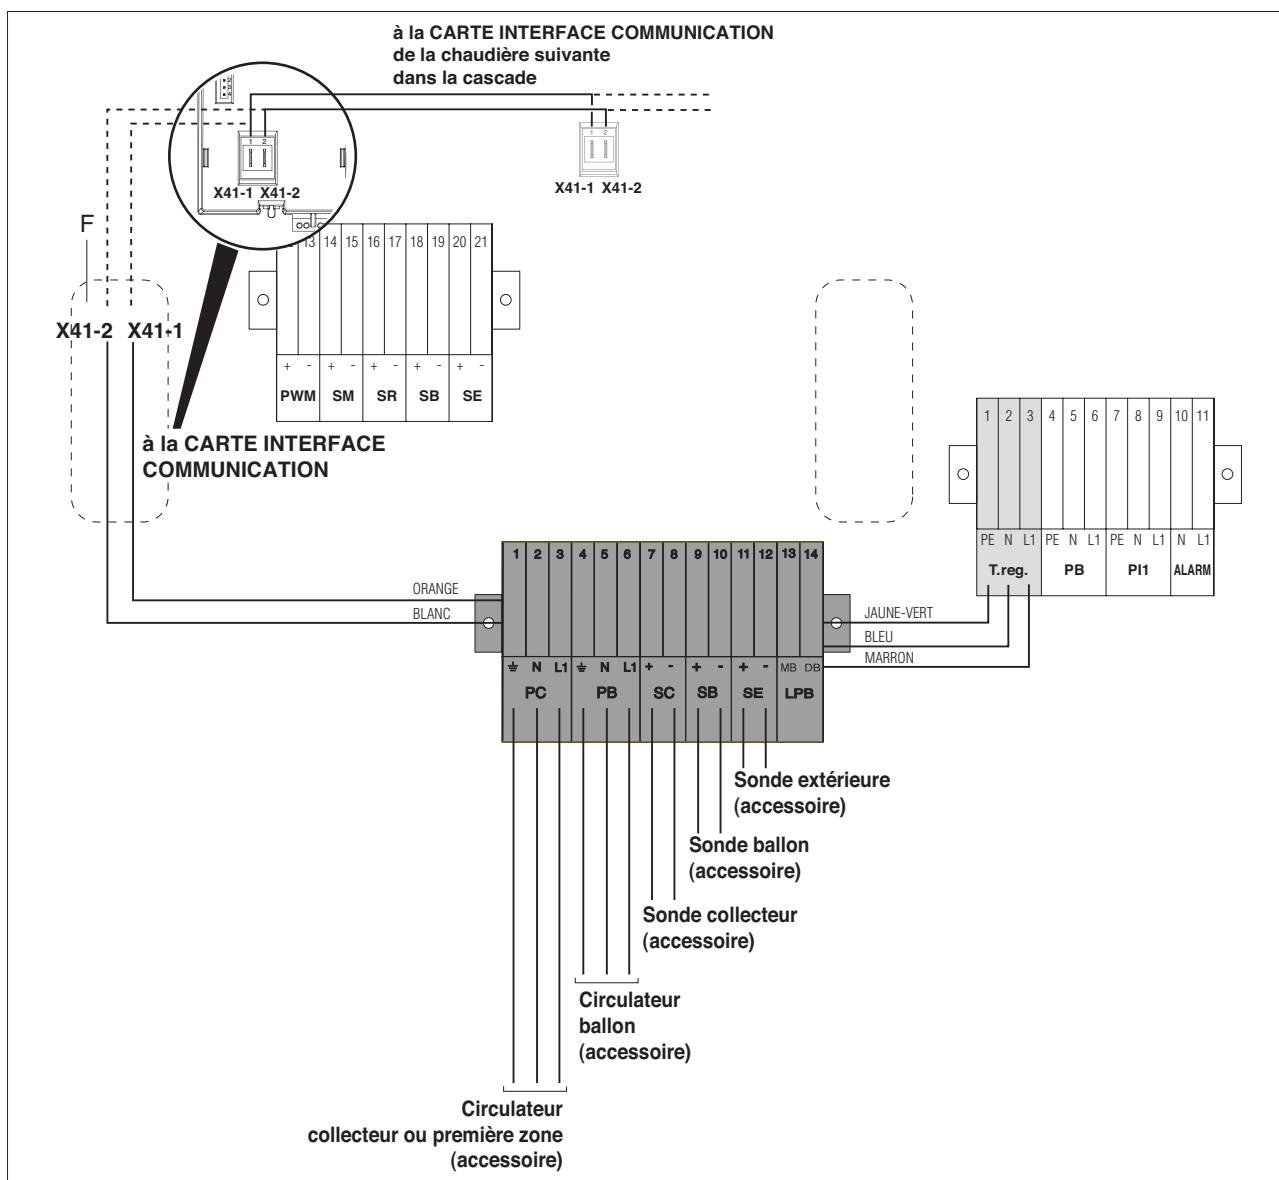 à la CARTE INTERFACE COMMUNICATION
de la chaudière suivante
dans la cascade
1 2
X41-1 X41-2
1 2
X41-1 X41-2
F
13 14 15 16 17 18 19 20 21
X41-2 X41-1
+ - + - + - + - + -
PWM SM SR SB SE
à la CARTE INTERFACE
COMMUNICATION
1 2 3 4 5 6 7 8 9 10 11
PE N L1 PE N L1 PE N L1 N L1
T.reg. PB PI1 ALARM
1 2 3 4 5 6 7 8 9 10 11 12 13 14
ORANGE
BLANC
JAUNE-VERT
BLEU
MARRON
N L1 N L1 + - + - + - MB DB
PC PB SC SB SE LPB
Sonde extérieure
(accessoire)
Sonde ballon
(accessoire)
Sonde collecteur
(accessoire)
Circulateur
ballon
(accessoire)
Circulateur
collecteur ou première zone
(accessoire)